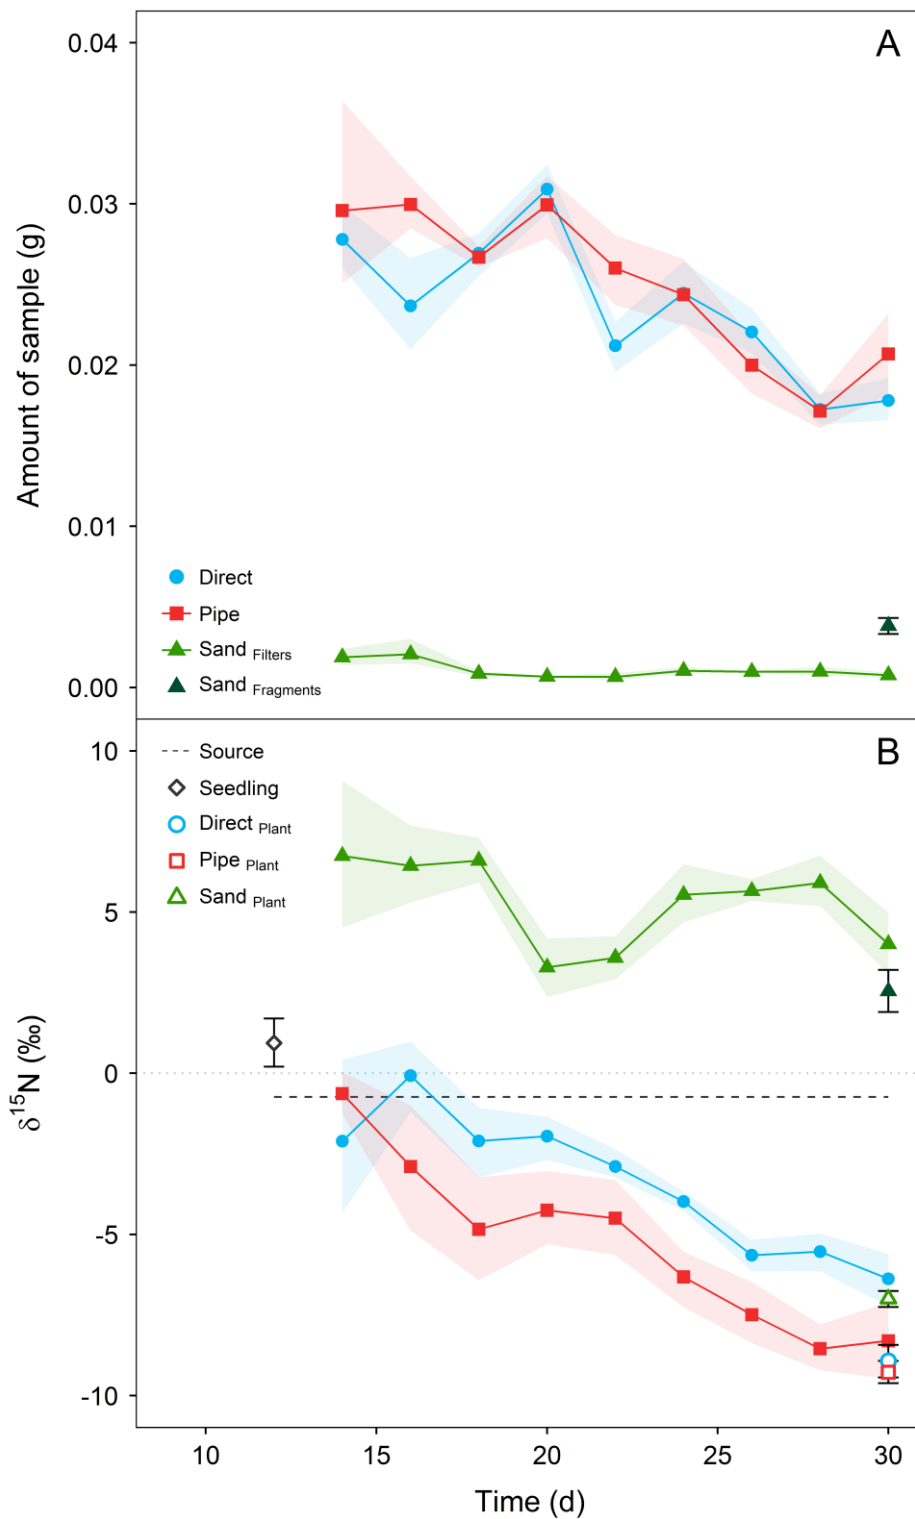 A
Amount of sample (g)
0.04
0.03
0.02
0.01
0.00
Direct
Pipe
Sand Filters
Sand Fragments
B
δ15N (‰)
10
5
0
-5
-10
Source
Seedling
Direct Plant
Pipe Plant
Sand Plant
10 15 20 25 30
Time (d)